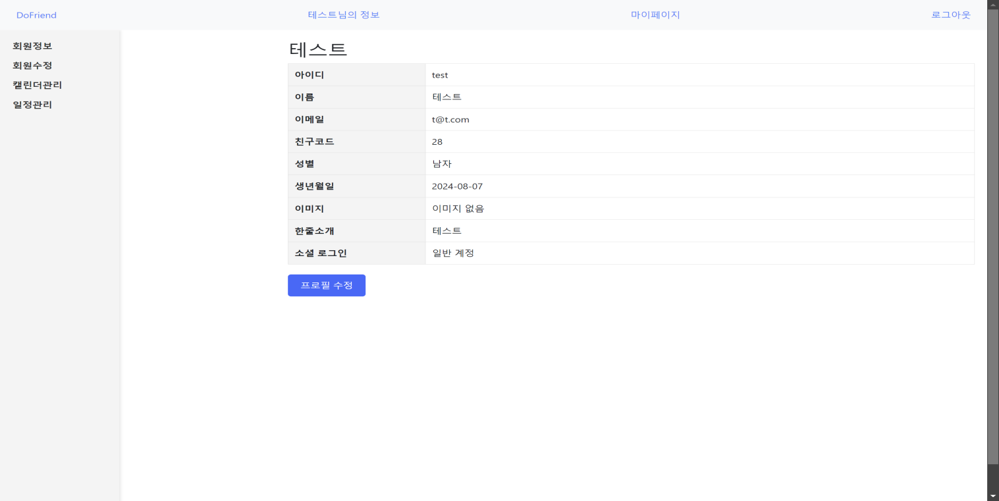 DoFriend 테스트님의 정보 마이페이지 로그아웃
회원정보
회원수정
캘린더관리
일정관리
테스트
아이디 test
이름 테스트
이메일 t@t.com
친구코드 28
성별 남자
생년월일 2024-08-07
이미지 이미지 없음
한줄소개 테스트
소셜 로그인 일반 계정
프로필 수정